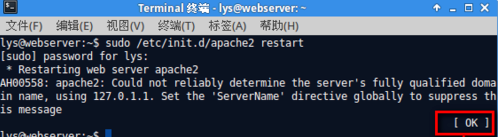 Terminal 终端 - lys@webserver:~
文件(F) 编辑(E) 视图(V) 终端(T) 标签(A) 帮助(H)
lys@webserver:~$ sudo /etc/init.d/apache2 restart
[sudo] password for lys:
 * Restarting web server apache2
AH00558: apache2: Could not reliably determine the server's fully qualified doma
in name, using 127.0.1.1. Set the 'ServerName' directive globally to suppress th
is message
[ OK ]
lys@webserver:~$